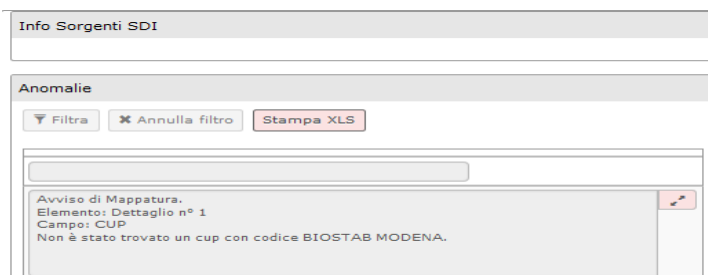 Info Sorgenti SDI
Anomalie
Filtra
Annulla filtro
Stampa XLS
Avviso di Mappatura.
Elemento: Dettaglio n° 1
Campo: CUP
Non è stato trovato un cup con codice BIOSTAB MODENA.